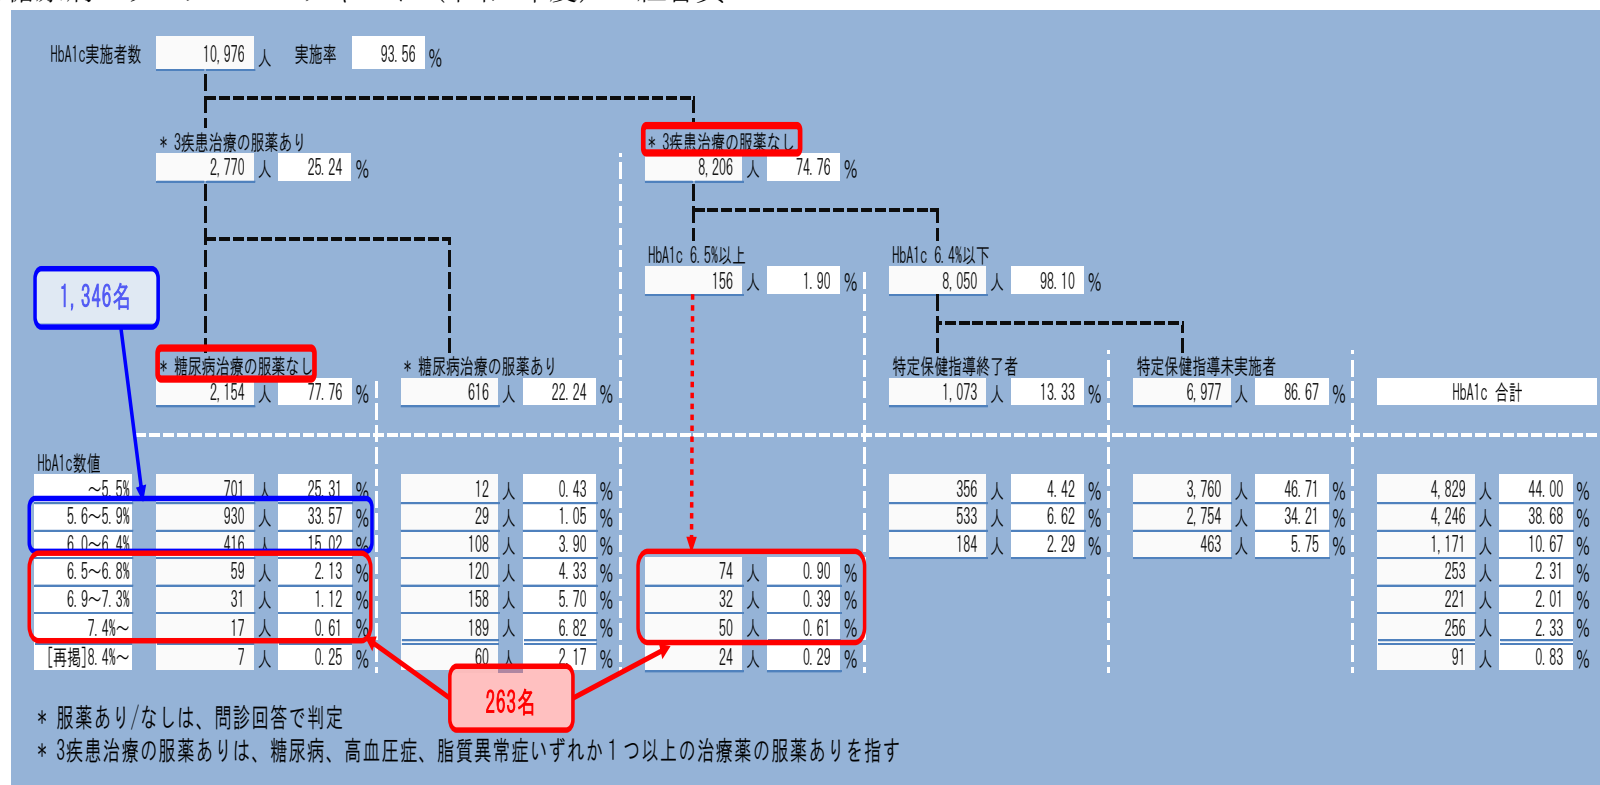 HbA1c実施者数 10,976 人 実施率 93.56 %
* 3疾患治療の服薬あり
2,770 人 25.24 %
* 3疾患治療の服薬なし
8,206 人 74.76 %
HbA1c 6.5%以上
156 人 1.90 %
HbA1c 6.4%以下
8,050 人 98.10 %
1,346名
* 糖尿病治療の服薬なし
2,154 人 77.76 %
* 糖尿病治療の服薬あり
616 人 22.24 %
特定保健指導終了者
1,073 人 13.33 %
特定保健指導未実施者
6,977 人 86.67 %
HbA1c 合計
HbA1c数値
~5.5% 701 人 25.31 % 12 人 0.43 % 356 人 4.42 % 3,760 人 46.71 % 4,829 人 44.00 %
5.6~5.9% 930 人 33.57 % 29 人 1.05 % 533 人 6.62 % 2,754 人 34.21 % 4,246 人 38.68 %
6.0~6.4% 416 人 15.02 % 108 人 3.90 % 184 人 2.29 % 463 人 5.75 % 1,171 人 10.67 %
6.5~6.8% 59 人 2.13 % 120 人 4.33 % 74 人 0.90 % 253 人 2.31 %
6.9~7.3% 31 人 1.12 % 158 人 5.70 % 32 人 0.39 % 221 人 2.01 %
7.4%~ 17 人 0.61 % 189 人 6.82 % 50 人 0.61 % 256 人 2.33 %
[再掲]8.4%~ 7 人 0.25 % 60 人 2.17 % 24 人 0.29 % 91 人 0.83 %
263名
* 服薬あり/なしは、問診回答で判定
* 3疾患治療の服薬ありは、糖尿病、高血圧症、脂質異常症いずれか１つ以上の治療薬の服薬ありを指す